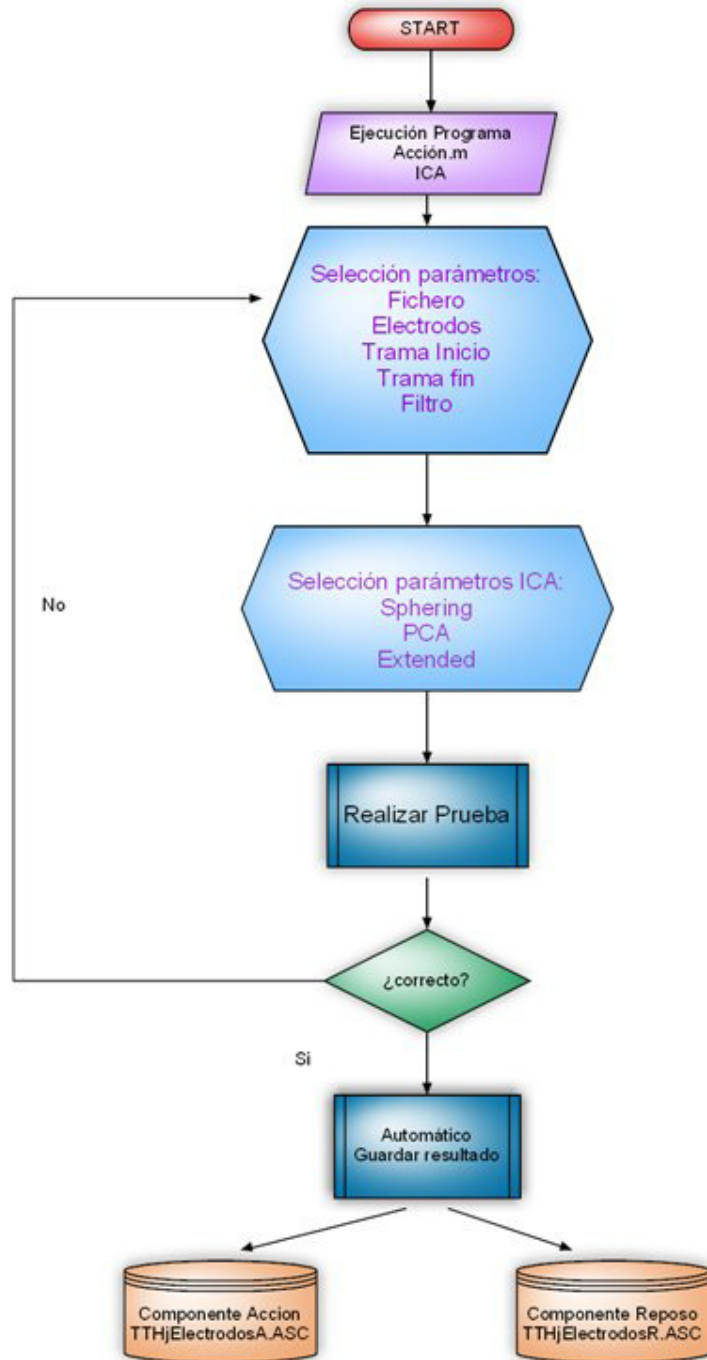 START
Ejecución Programa
Acción.m
ICA
Selección parámetros:
Fichero
Electrodos
Trama Inicio
Trama fin
Filtro
Selección parámetros ICA:
Sphering
PCA
Extended
No
Realizar Prueba
¿correcto?
Si
Automático
Guardar resultado
Componente Accion
TTHjElectrodosA.ASC
Componente Reposo
TTHjElectrodosR.ASC